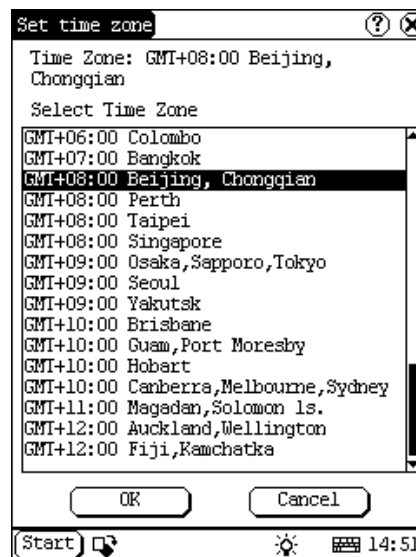 Set time zone
Time Zone: GMT+08:00 Beijing,
Chongqian
Select Time Zone
GMT+06:00 Colombo
GMT+07:00 Bangkok
GMT+08:00 Beijing, Chongqian
GMT+08:00 Perth
GMT+08:00 Taipei
GMT+08:00 Singapore
GMT+09:00 Osaka,Sapporo,Tokyo
GMT+09:00 Seoul
GMT+09:00 Yakutsk
GMT+10:00 Brisbane
GMT+10:00 Guam,Port Moresby
GMT+10:00 Hobart
GMT+10:00 Canberra,Melbourne,Sydney
GMT+11:00 Magadan,Solomon ls.
GMT+12:00 Auckland,Wellington
GMT+12:00 Fiji,Kamchatka
OK Cancel
Start 14:51